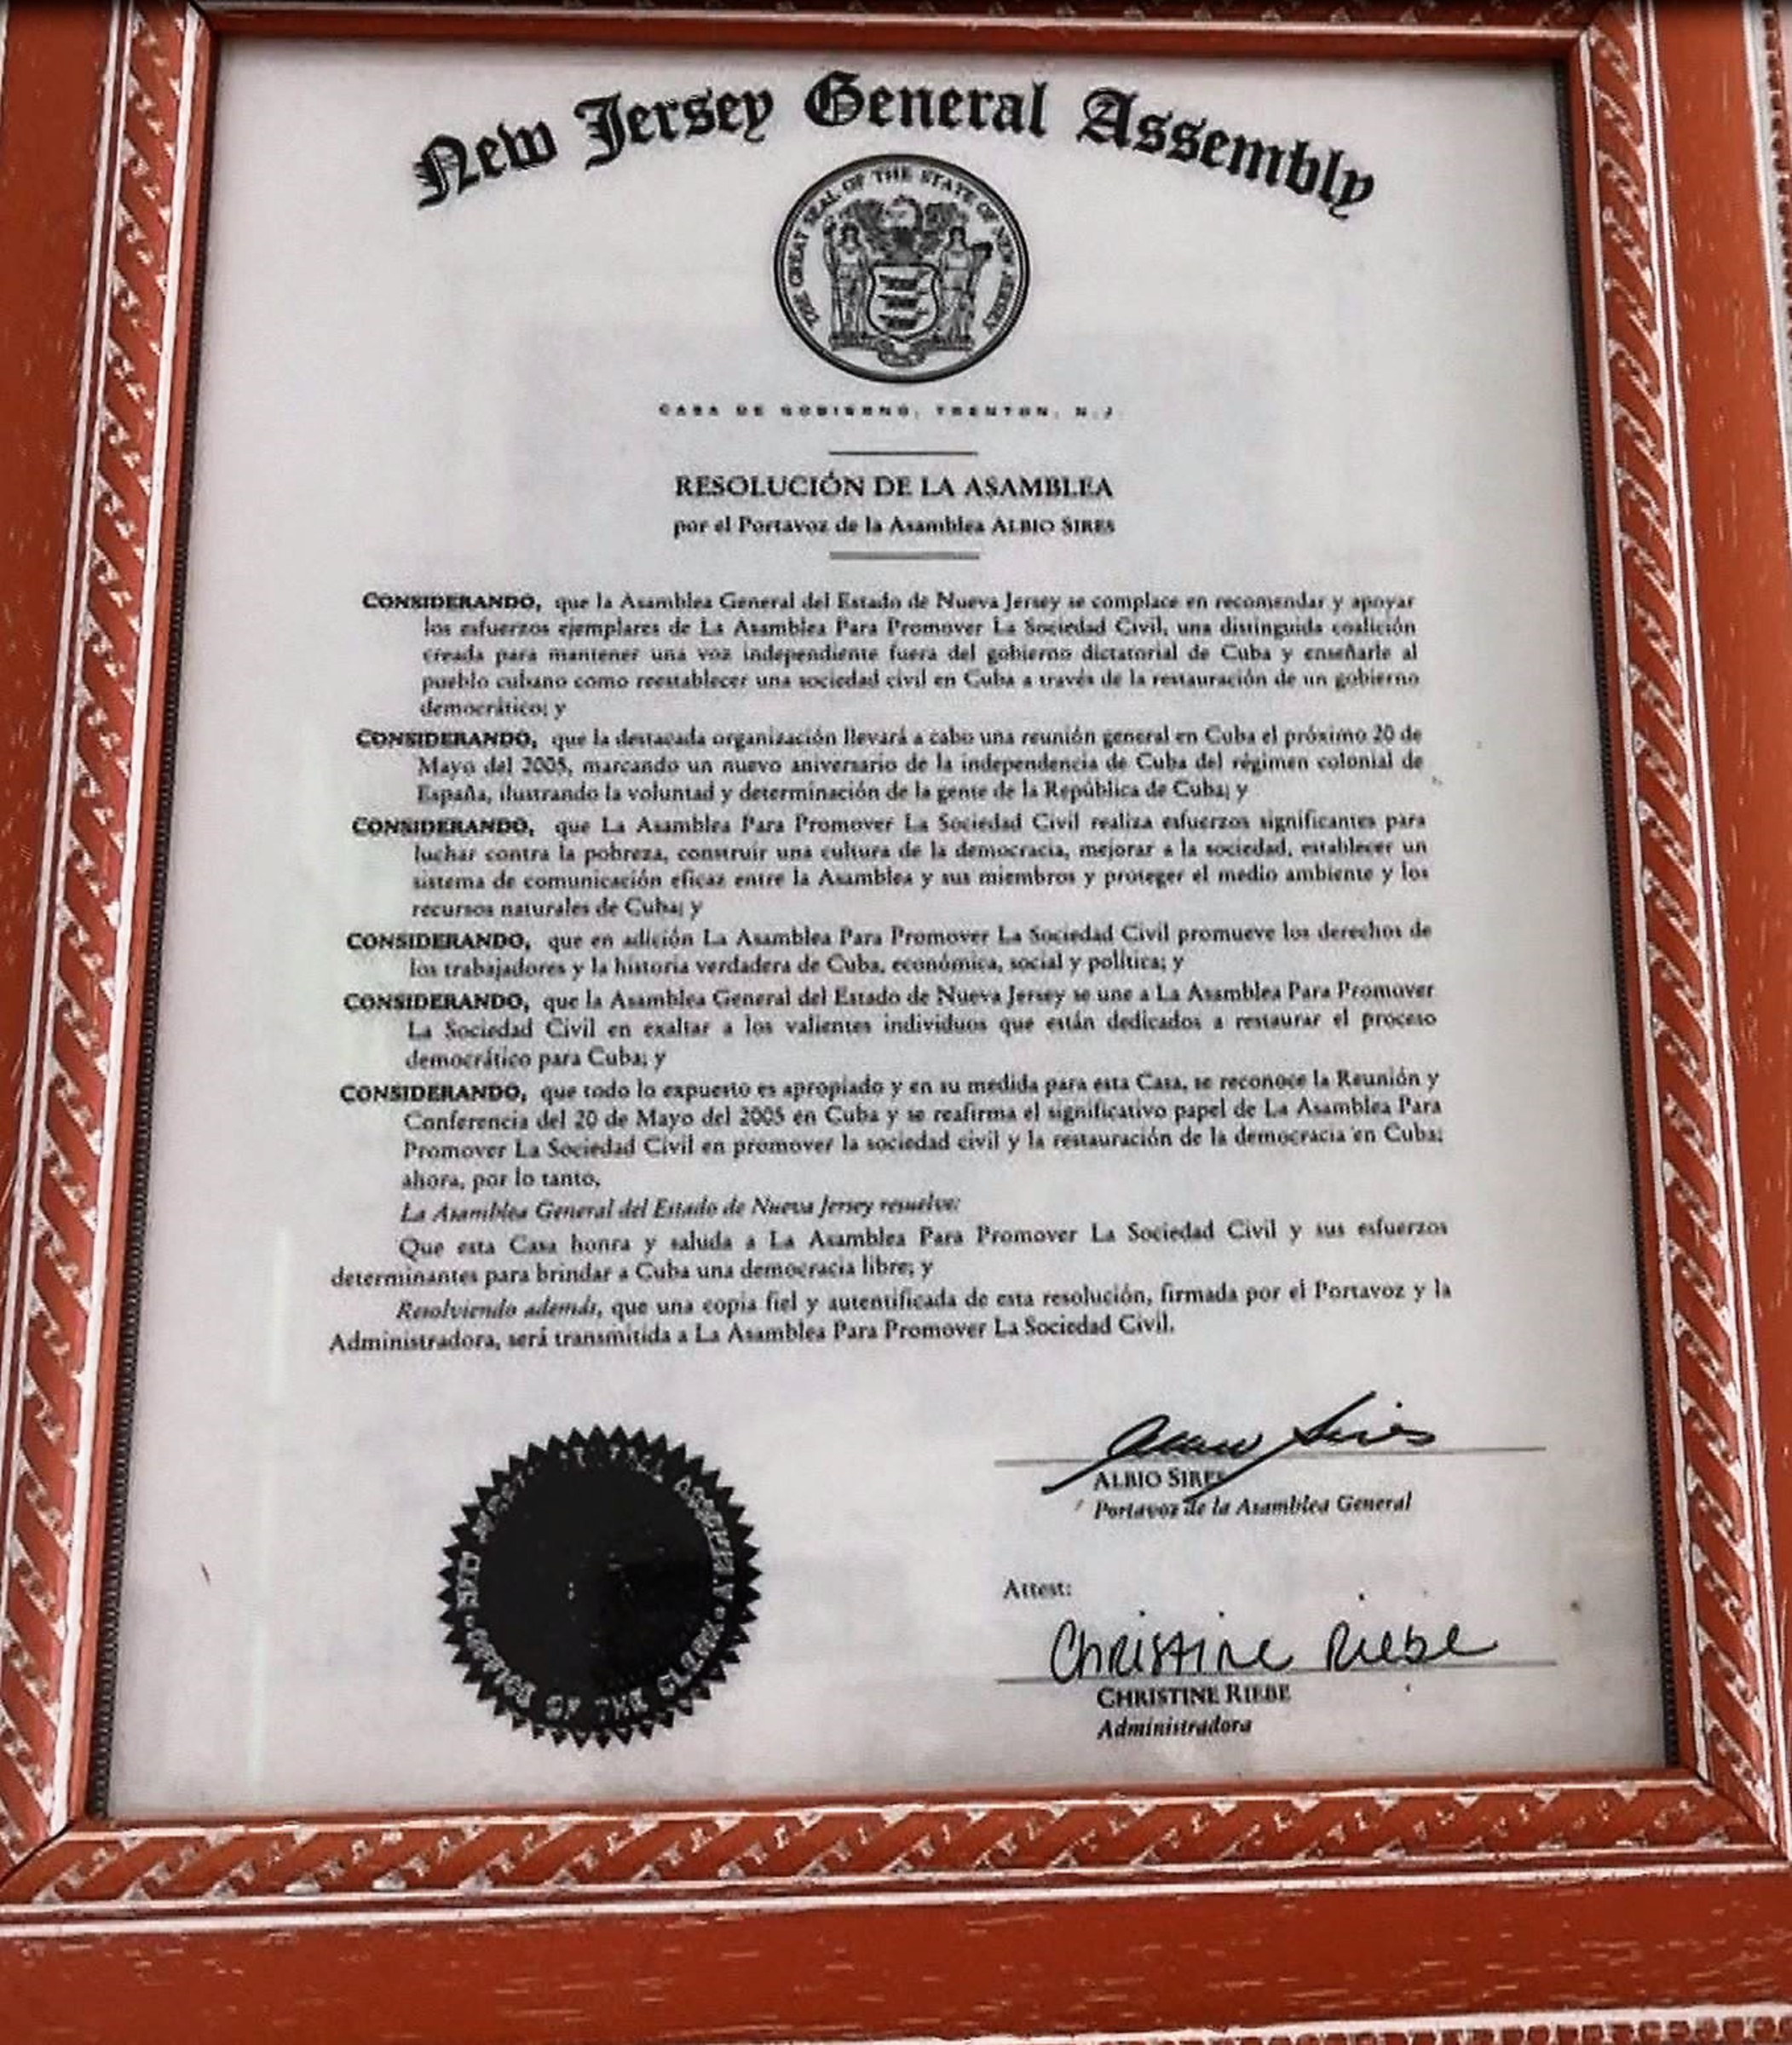 New Jersey General Assembly
THE GREAT SEAL OF THE STATE OF NEW JERSEY
CASA DE GOBIERNO, TRENTON, N.J.
RESOLUCIÓN DE LA ASAMBLEA
por el Portavoz de la Asamblea ALBIO SIRES
CONSIDERANDO, que la Asamblea General del Estado de Nueva Jersey se complace en recomendar y apoyar
los esfuerzos ejemplares de La Asamblea Para Promover La Sociedad Civil, una distinguida coalición
creada para mantener una voz independiente fuera del gobierno dictatorial de Cuba y enseñarle al
pueblo cubano como reestablecer una sociedad civil en Cuba a través de la restauración de un gobierno
democrático; y
CONSIDERANDO, que la destacada organización llevará a cabo una reunión general en Cuba el próximo 20 de
Mayo del 2005, marcando un nuevo aniversario de la independencia de Cuba del régimen colonial de
España, ilustrando la voluntad y determinación de la gente de la República de Cuba; y
CONSIDERANDO, que La Asamblea Para Promover La Sociedad Civil realiza esfuerzos significantes para
luchar contra la pobreza, construir una cultura de la democracia, mejorar a la sociedad, establecer un
sistema de comunicación eficaz entre la Asamblea y sus miembros y proteger el medio ambiente y los
recursos naturales de Cuba; y
CONSIDERANDO, que en adición La Asamblea Para Promover La Sociedad Civil promueve los derechos de
los trabajadores y la historia verdadera de Cuba, económica, social y política; y
CONSIDERANDO, que la Asamblea General del Estado de Nueva Jersey se une a La Asamblea Para Promover
La Sociedad Civil en exaltar a los valientes individuos que están dedicados a restaurar el proceso
democrático para Cuba; y
CONSIDERANDO, que todo lo expuesto es apropiado y en su medida para esta Casa, se reconoce la Reunión y
Conferencia del 20 de Mayo del 2005 en Cuba y se reafirma el significativo papel de La Asamblea Para
Promover La Sociedad Civil en promover la sociedad civil y la restauración de la democracia en Cuba;
ahora, por lo tanto,
La Asamblea General del Estado de Nueva Jersey resuelve:
Que esta Casa honra y saluda a La Asamblea Para Promover La Sociedad Civil y sus esfuerzos
determinantes para brindar a Cuba una democracia libre; y
Resolviendo además, que una copia fiel y autentificada de esta resolución, firmada por el Portavoz y la
Administradora, será transmitida a La Asamblea Para Promover La Sociedad Civil.
Albio Sires
ALBIO SIRES
Portavoz de la Asamblea General
Attest:
Christine Riebe
CHRISTINE RIEBE
Administradora
ASSEMBLY
OFFICE OF THE CLERK